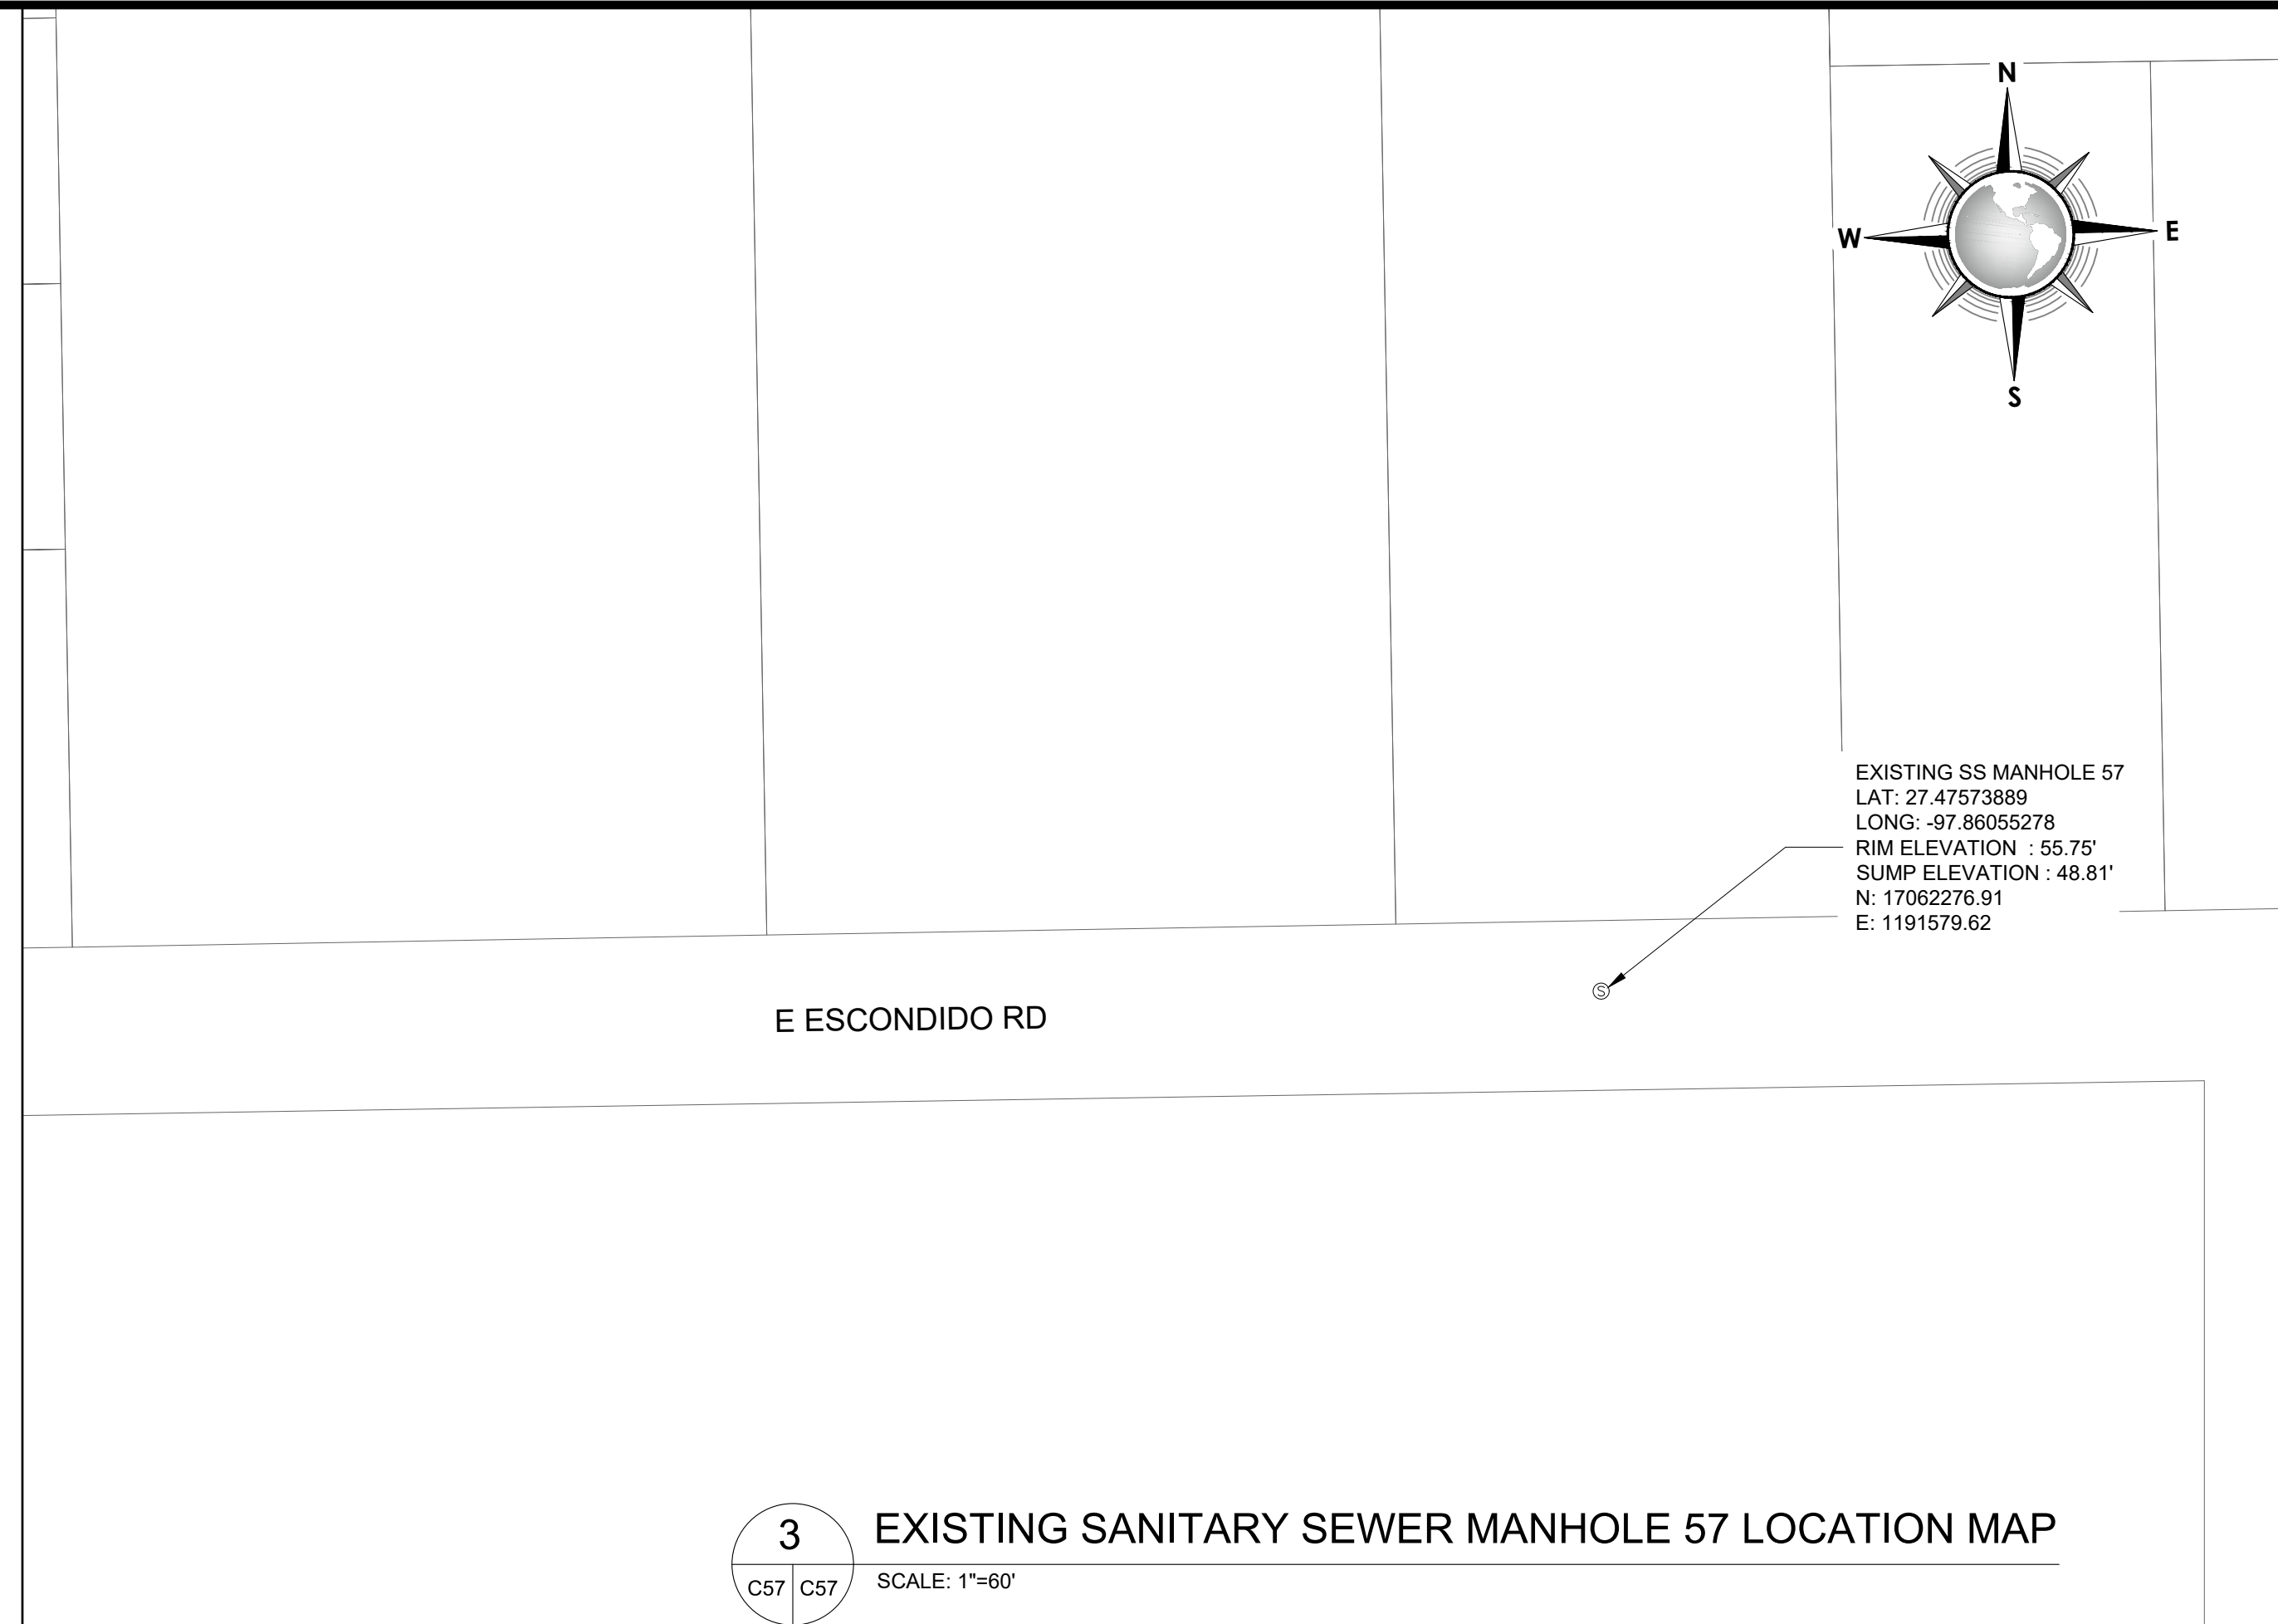 N
W
E
S
EXISTING SS MANHOLE 57
LAT: 27.47573889
LONG: -97.86055278
RIM ELEVATION : 55.75'
SUMP ELEVATION : 48.81'
N: 17062276.91
E: 1191579.62
S
E ESCONDIDO RD
3
C57 C57
EXISTING SANITARY SEWER MANHOLE 57 LOCATION MAP
SCALE: 1"=60'